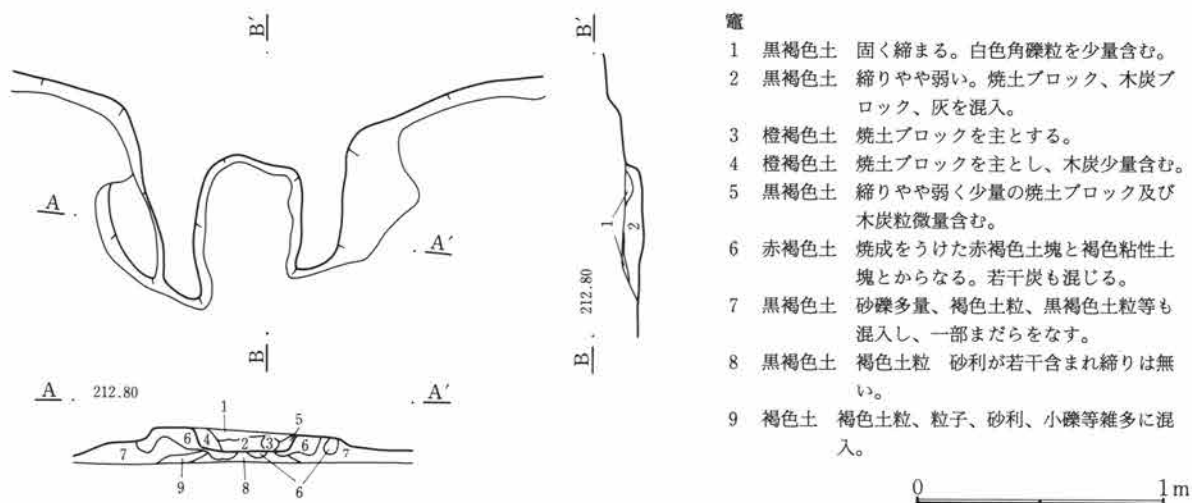 B'
B'
A
A'
B
B
212.80
1
2
A 212.80 A'
1
5
6
4
2
3
6
7
7
9
8
6
竈
1 黒褐色土 固く締まる。白色角礫粒を少量含む。
2 黒褐色土 締りやや弱い。焼土ブロック、木炭ブ
ロック、灰を混入。
3 橙褐色土 焼土ブロックを主とする。
4 橙褐色土 焼土ブロックを主とし、木炭少量含む。
5 黒褐色土 締りやや弱く少量の焼土ブロック及び
木炭粒微量含む。
6 赤褐色土 焼成をうけた赤褐色土塊と褐色粘性土
塊とからなる。若干炭も混じる。
7 黒褐色土 砂礫多量、褐色土粒、黒褐色土粒等も
混入し、一部まだらをなす。
8 黒褐色土 褐色土粒 砂利が若干含まれ締りは無
い。
9 褐色土 褐色土粒、粒子、砂利、小礫等雑多に混
入。
0 1m